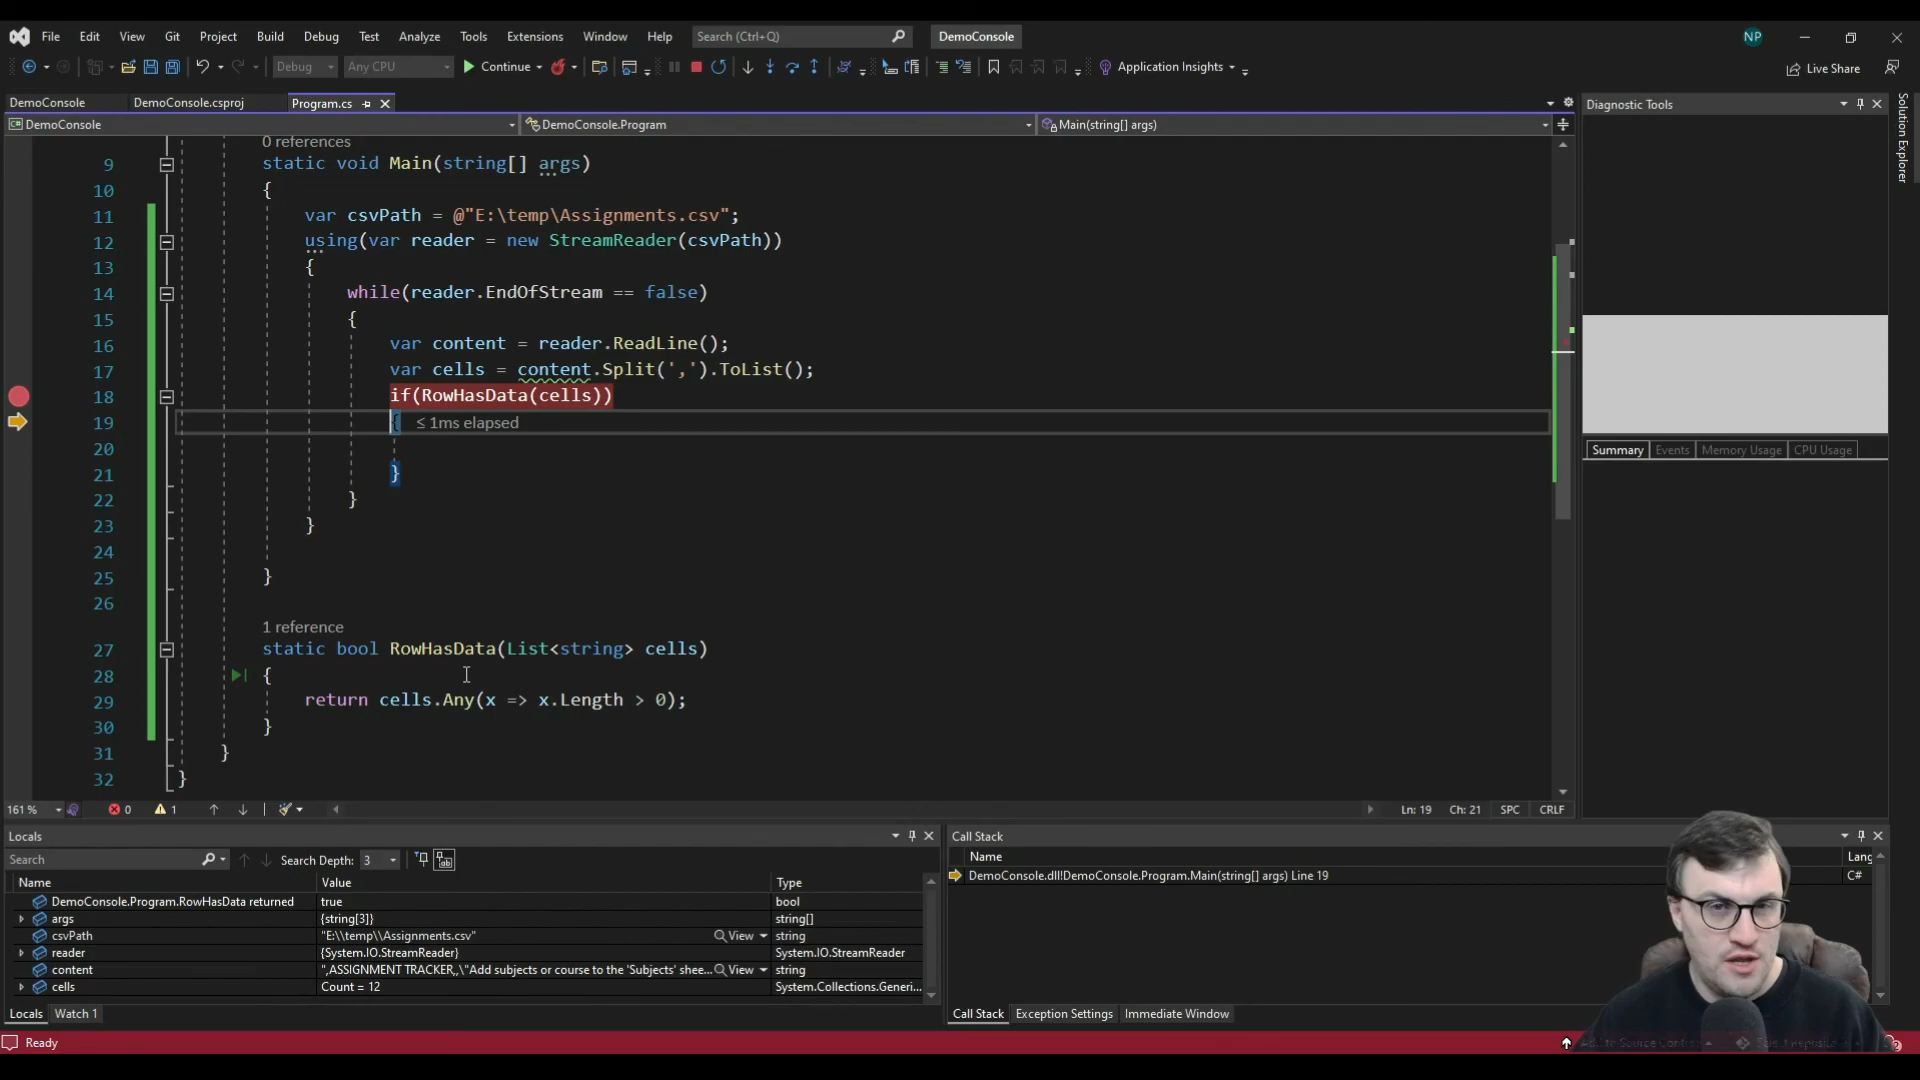 File Edit View Git Project Build Debug Test Analyze Tools Extensions Window Help Search (Ctrl+Q) DemoConsole NP
Debug Any CPU Continue Application Insights Live Share
DemoConsole DemoConsole.csproj Program.cs
DemoConsole DemoConsole.Program Main(string[] args)
0 references
9 static void Main(string[] args)
10 {
11 var csvPath = @"E:\temp\Assignments.csv";
12 using(var reader = new StreamReader(csvPath))
13 {
14 while(reader.EndOfStream == false)
15 {
16 var content = reader.ReadLine();
17 var cells = content.Split(',').ToList();
18 if(RowHasData(cells))
19 { ≤ 1ms elapsed
20
21 }
22 }
23 }
24
25 }
26
1 reference
27 static bool RowHasData(List<string> cells)
28 {
29 return cells.Any(x => x.Length > 0);
30 }
31 }
32 }
161 % 0 1 Ln: 19 Ch: 21 SPC CRLF
Diagnostic Tools
Summary Events Memory Usage CPU Usage
Solution Explorer
Locals
Search Search Depth: 3
Name Value Type
DemoConsole.Program.RowHasData returned true bool
args {string[3]} string[]
csvPath "E:\\temp\\Assignments.csv" View string
reader {System.IO.StreamReader} System.IO.StreamReader
content ",ASSIGNMENT TRACKER,,\"Add subjects or course to the 'Subjects' shee... View string
cells Count = 12 System.Collections.Generi...
Locals Watch 1
Call Stack
Name Lang
DemoConsole.dll!DemoConsole.Program.Main(string[] args) Line 19 C#
Call Stack Exception Settings Immediate Window
Ready Add to Source Control